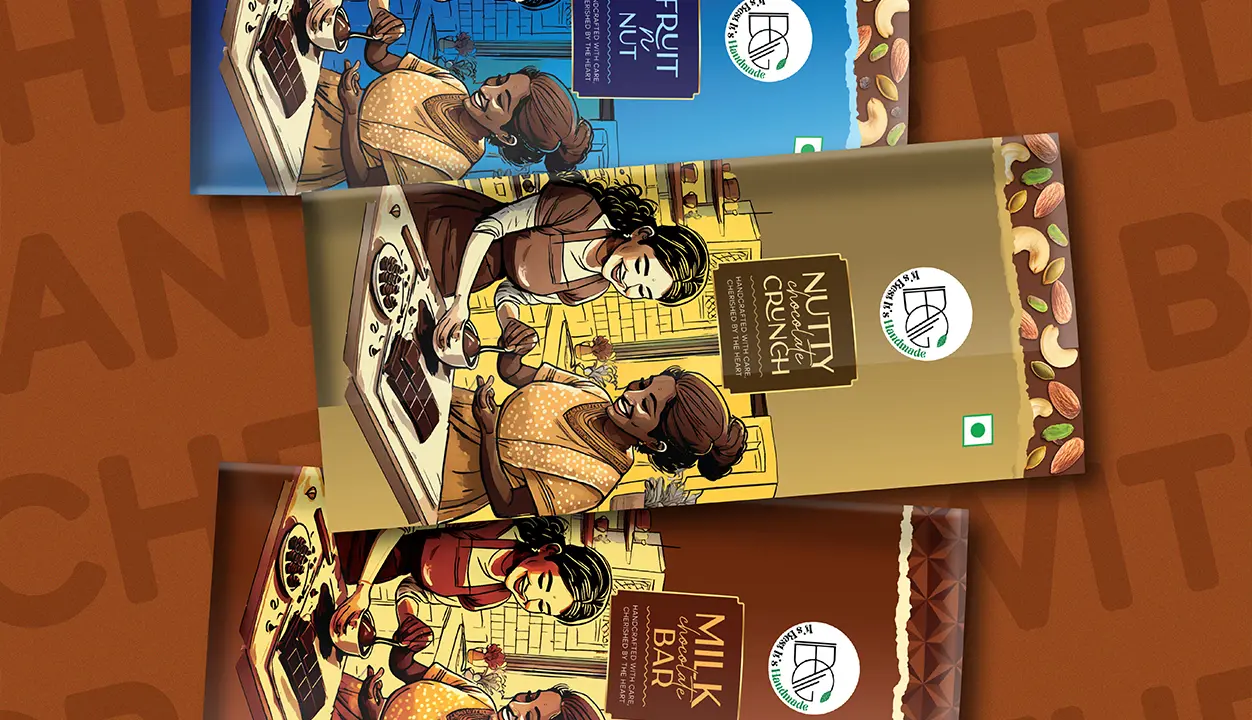 FRUIT
n
NUT
HANDCRAFTED WITH CARE,
CHERISHED BY THE HEART
It's Best It's Handmade
NUTTY
chocolate
CRUNCH
HANDCRAFTED WITH CARE,
CHERISHED BY THE HEART
It's Best It's Handmade
MILK
chocolate
BAR
HANDCRAFTED WITH CARE,
CHERISHED BY THE HEART
It's Best It's Handmade